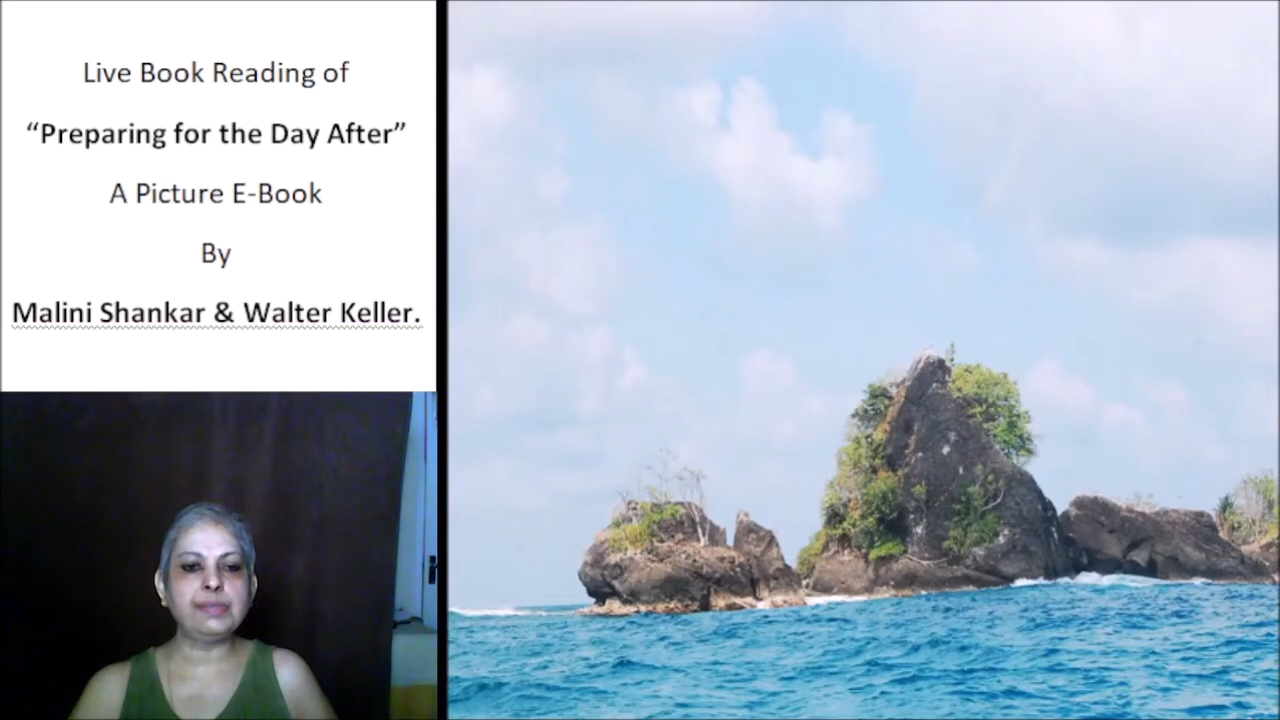 Live Book Reading of
“Preparing for the Day After”
A Picture E-Book
By
Malini Shankar & Walter Keller.